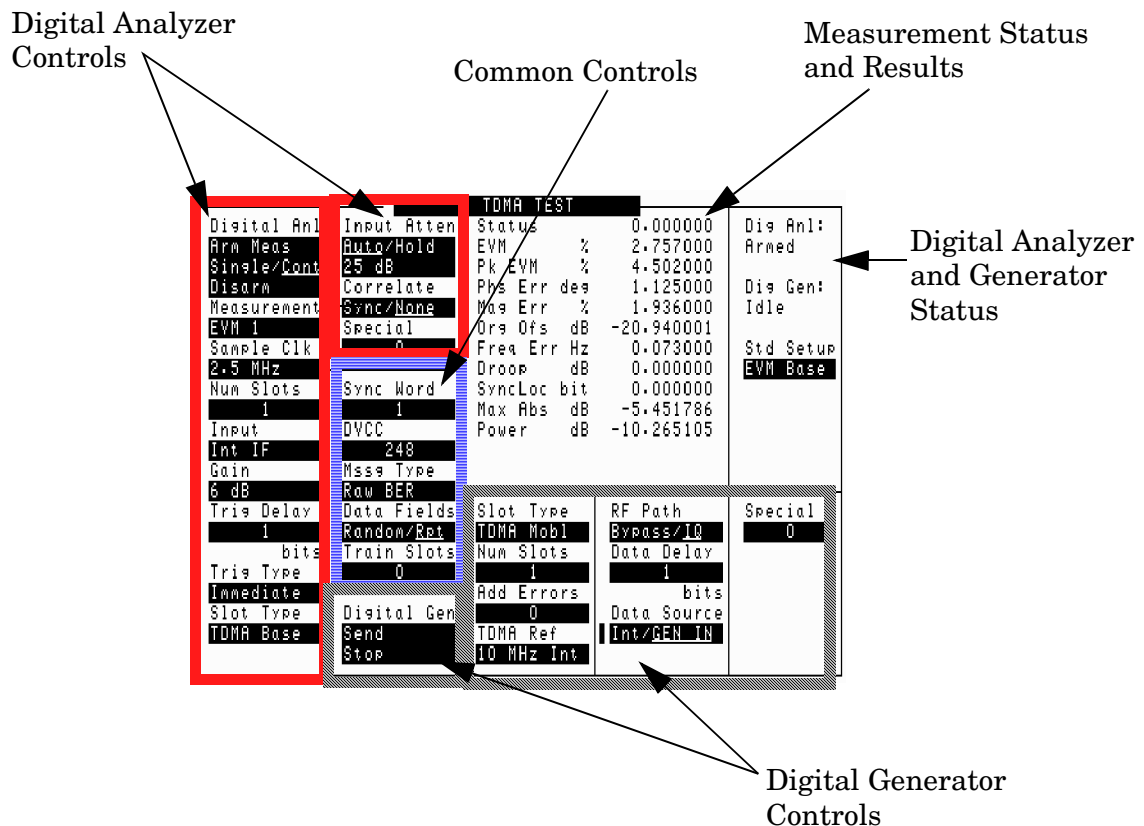 Digital Analyzer
Controls
Common Controls
Measurement Status
and Results
TDMA TEST
Digital Anl
Arm Meas
Single/Cont
Disarm
Measurement
EVM 1
Sample Clk
2.5 MHz
Num Slots
1
Input
Int IF
Gain
6 dB
Trig Delay
1
bits
Trig Type
Immediate
Slot Type
TDMA Base
Input Atten
Auto/Hold
25 dB
Correlate
Sync/None
Special
0
Sync Word
1
DVCC
248
Mssg Type
Raw BER
Data Fields
Random/Rpt
Train Slots
0
Digital Gen
Send
Stop
Status 0.000000
EVM % 2.757000
Pk EVM % 4.502000
Phs Err deg 1.125000
Mag Err % 1.936000
Org Ofs dB -20.940001
Freq Err Hz 0.073000
Droop dB 0.000000
SyncLoc bit 0.000000
Max Abs dB -5.451786
Power dB -10.265105
Slot Type
TDMA Mobl
Num Slots
1
Add Errors
0
TDMA Ref
10 MHz Int
RF Path
Bypass/IQ
Data Delay
1
bits
Data Source
Int/GEN IN
Dig Anl:
Armed
Dig Gen:
Idle
Std Setup
EVM Base
Special
0
Digital Analyzer
and Generator
Status
Digital Generator
Controls